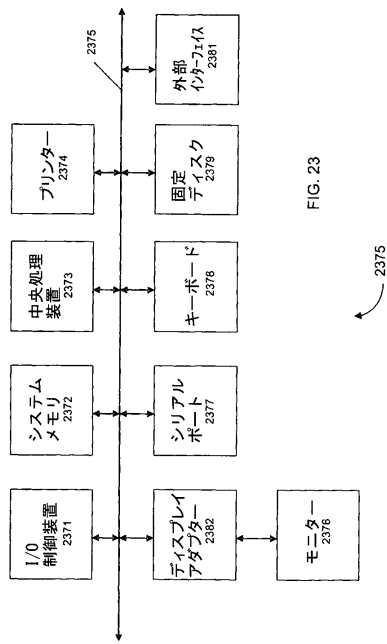 I/O
制御装置
2371
システム
メモリ
2372
中央処理
装置
2373
プリンター
2374
2375
ディスプレイ
アダプター
2382
シリアル
ポート
2377
キーボード
2378
固定
ディスク
2379
外部
インターフェイス
2381
モニター
2376
FIG. 23
2375